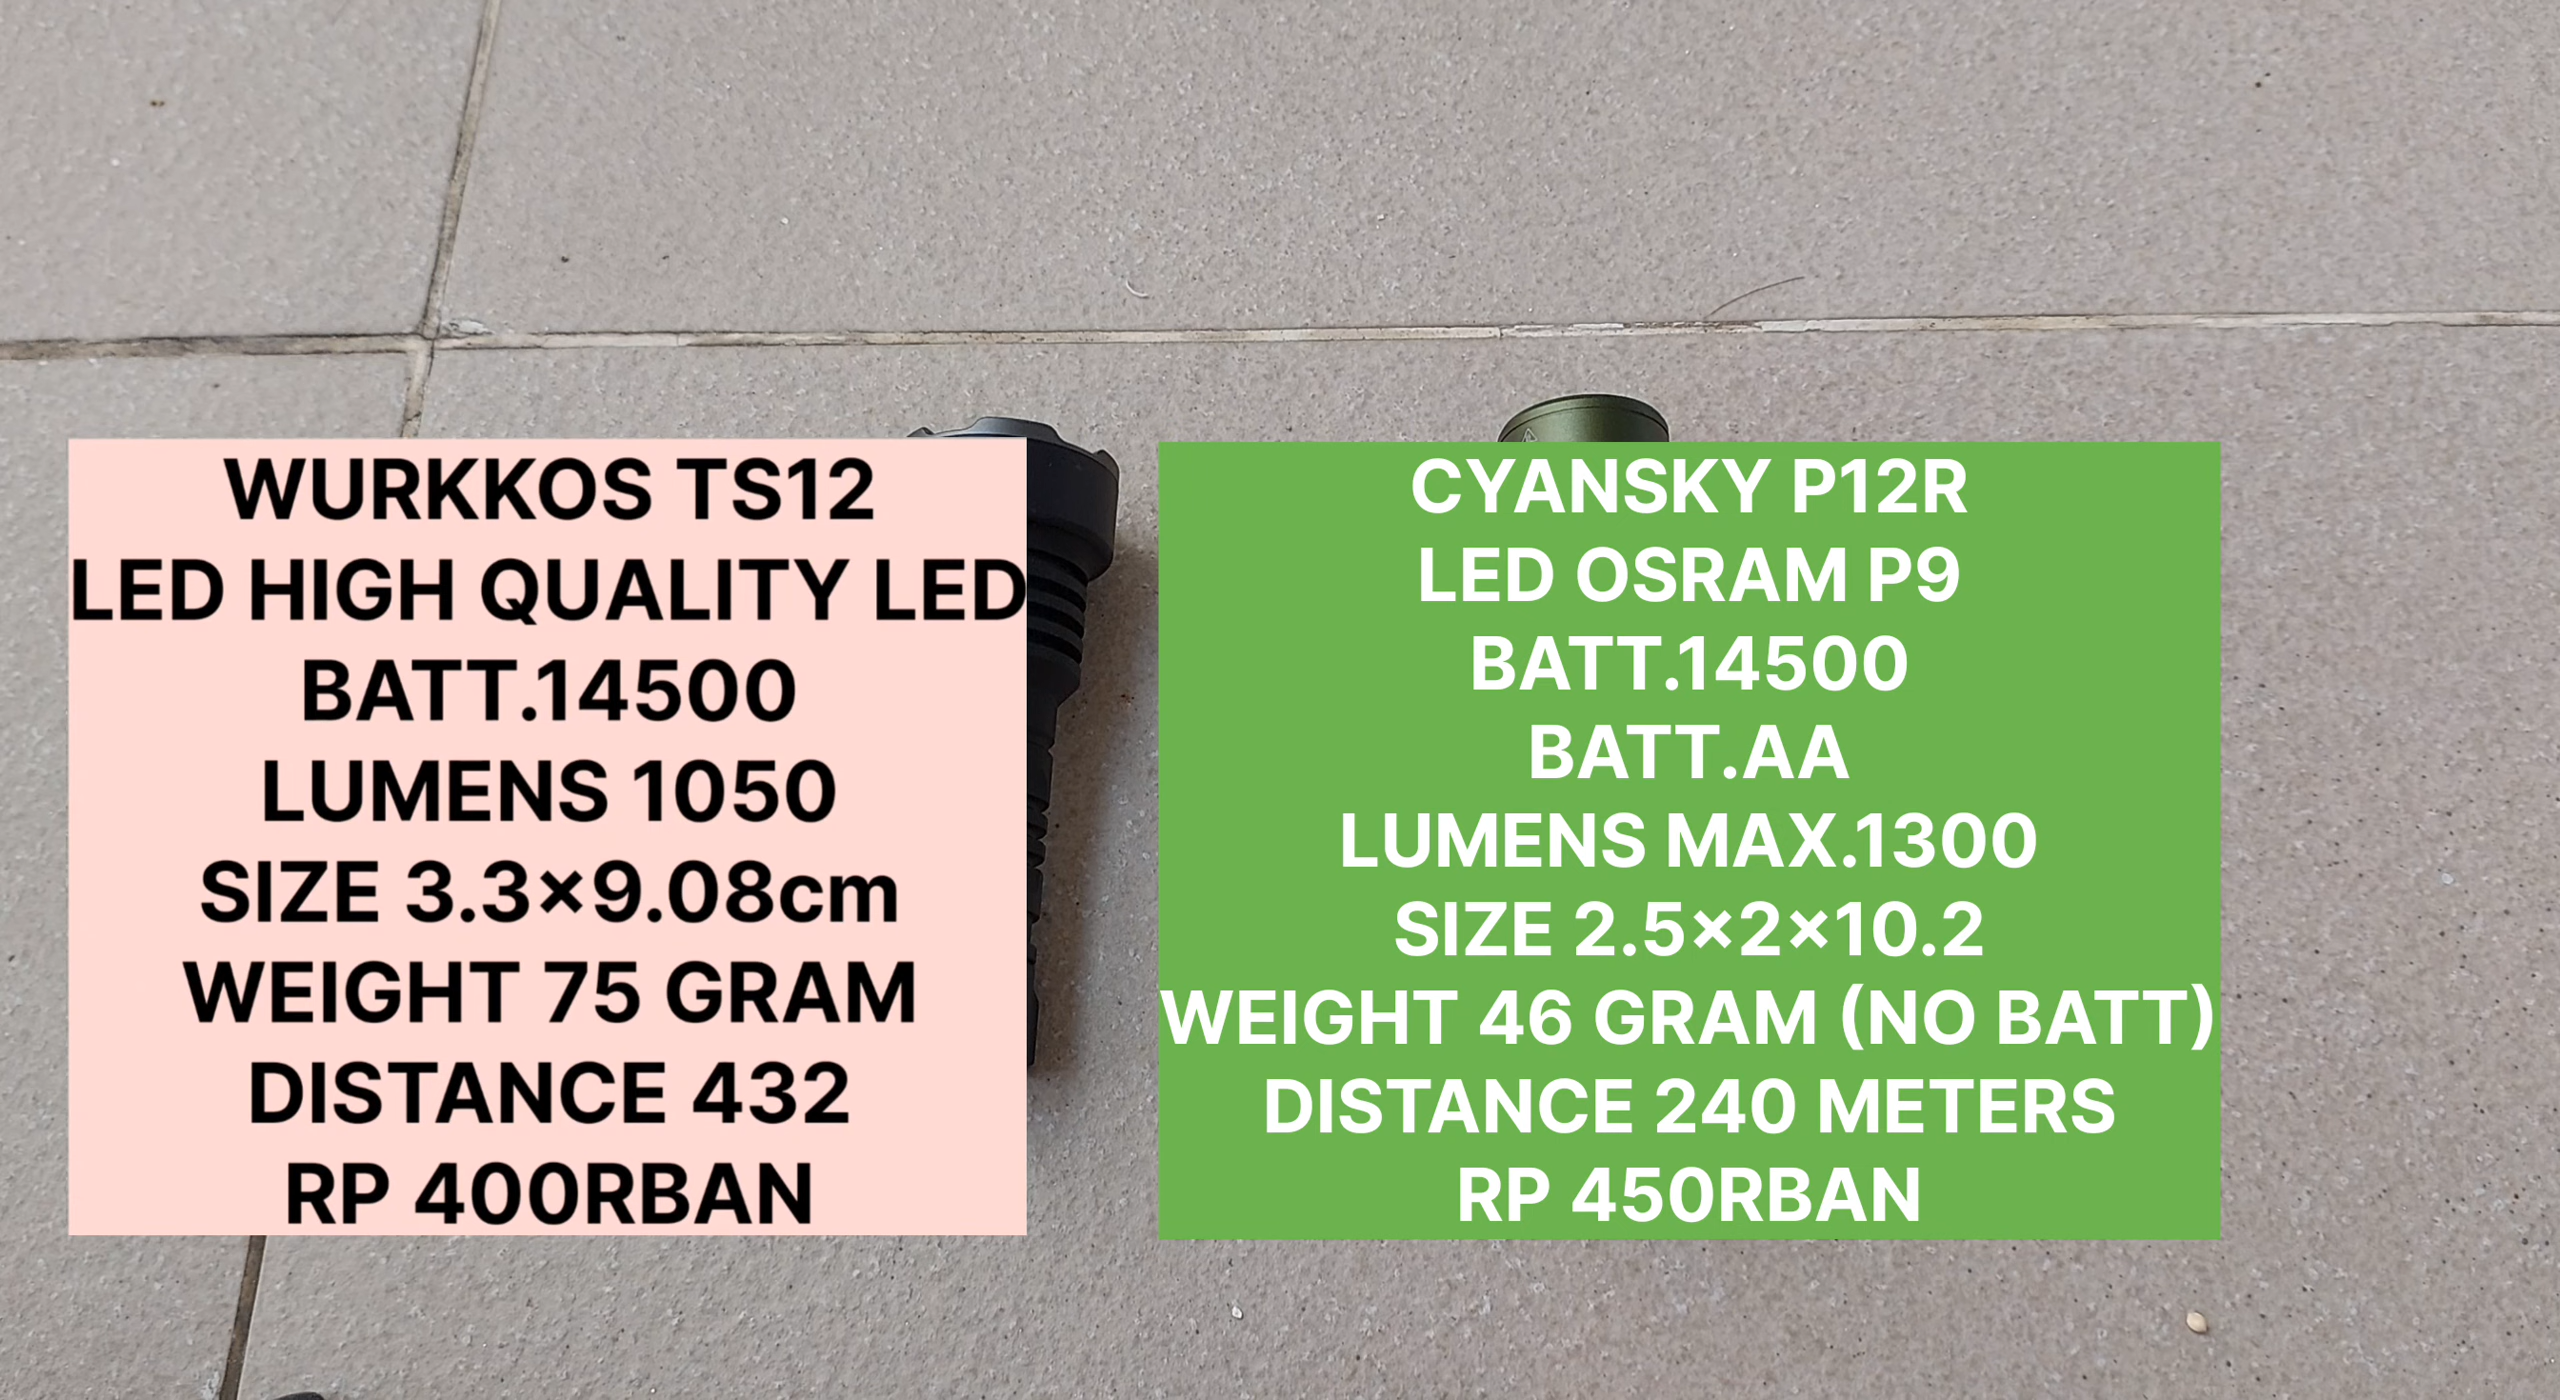 WURKKOS TS12
LED HIGH QUALITY LED
BATT.14500
LUMENS 1050
SIZE 3.3×9.08cm
WEIGHT 75 GRAM
DISTANCE 432
RP 400RBAN
CYANSKY P12R
LED OSRAM P9
BATT.14500
BATT.AA
LUMENS MAX.1300
SIZE 2.5×2×10.2
WEIGHT 46 GRAM (NO BATT)
DISTANCE 240 METERS
RP 450RBAN